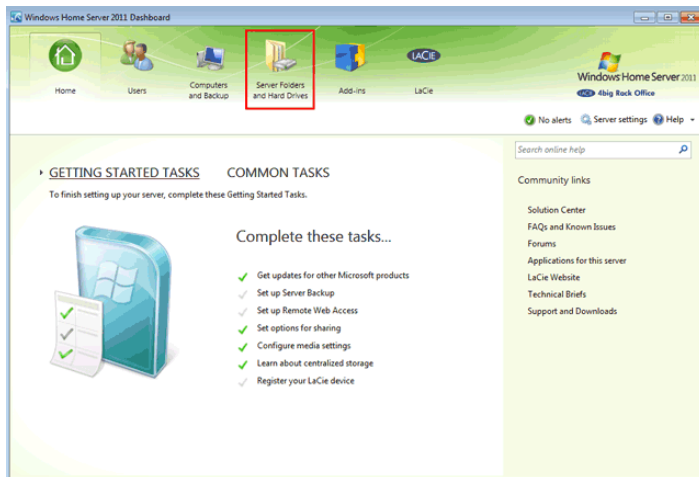 Windows Home Server 2011 Dashboard
Home
Users
Computers
and Backup
Server Folders
and Hard Drives
Add-ins
LACIE
LaCie
Windows Home Server 2011
LACIE 4big Rack Office
No alerts
Server settings
Help
GETTING STARTED TASKS
COMMON TASKS
To finish setting up your server, complete these Getting Started Tasks.
Complete these tasks...
Get updates for other Microsoft products
Set up Server Backup
Set up Remote Web Access
Set options for sharing
Configure media settings
Learn about centralized storage
Register your LaCie device
Search online help
Community links
Solution Center
FAQs and Known Issues
Forums
Applications for this server
LaCie Website
Technical Briefs
Support and Downloads